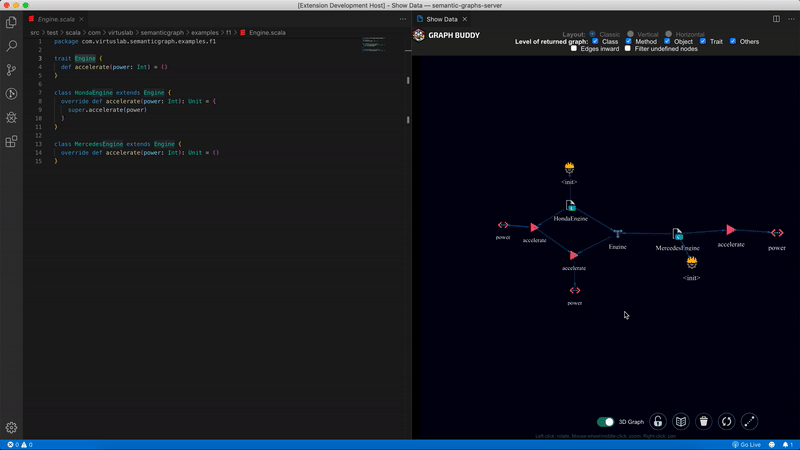 [Extension Development Host] - Show Data — semantic-graphs-server
Engine.scala
Show Data
src > test > scala > com > virtuslab > semanticgraph > examples > f1 > Engine.scala
1 package com.virtuslab.semanticgraph.examples.f1
2
3 trait Engine {
4 def accelerate(power: Int) = ()
5 }
6
7 class HondaEngine extends Engine {
8 override def accelerate(power: Int): Unit = {
9 super.accelerate(power)
10 }
11 }
12
13 class MercedesEngine extends Engine {
14 override def accelerate(power: Int): Unit = ()
15 }
GRAPH BUDDY
Layout: Classic Vertical Horizontal
Level of returned graph: Class Method Object Trait Others
Edges inward Filter undefined nodes
<init>
HondaEngine
power
accelerate
Engine
MercedesEngine
accelerate
power
accelerate
<init>
power
3D Graph
Left-click: rotate, Mouse-wheel/middle-click: zoom, Right-click: pan
0 0
Go Live
1